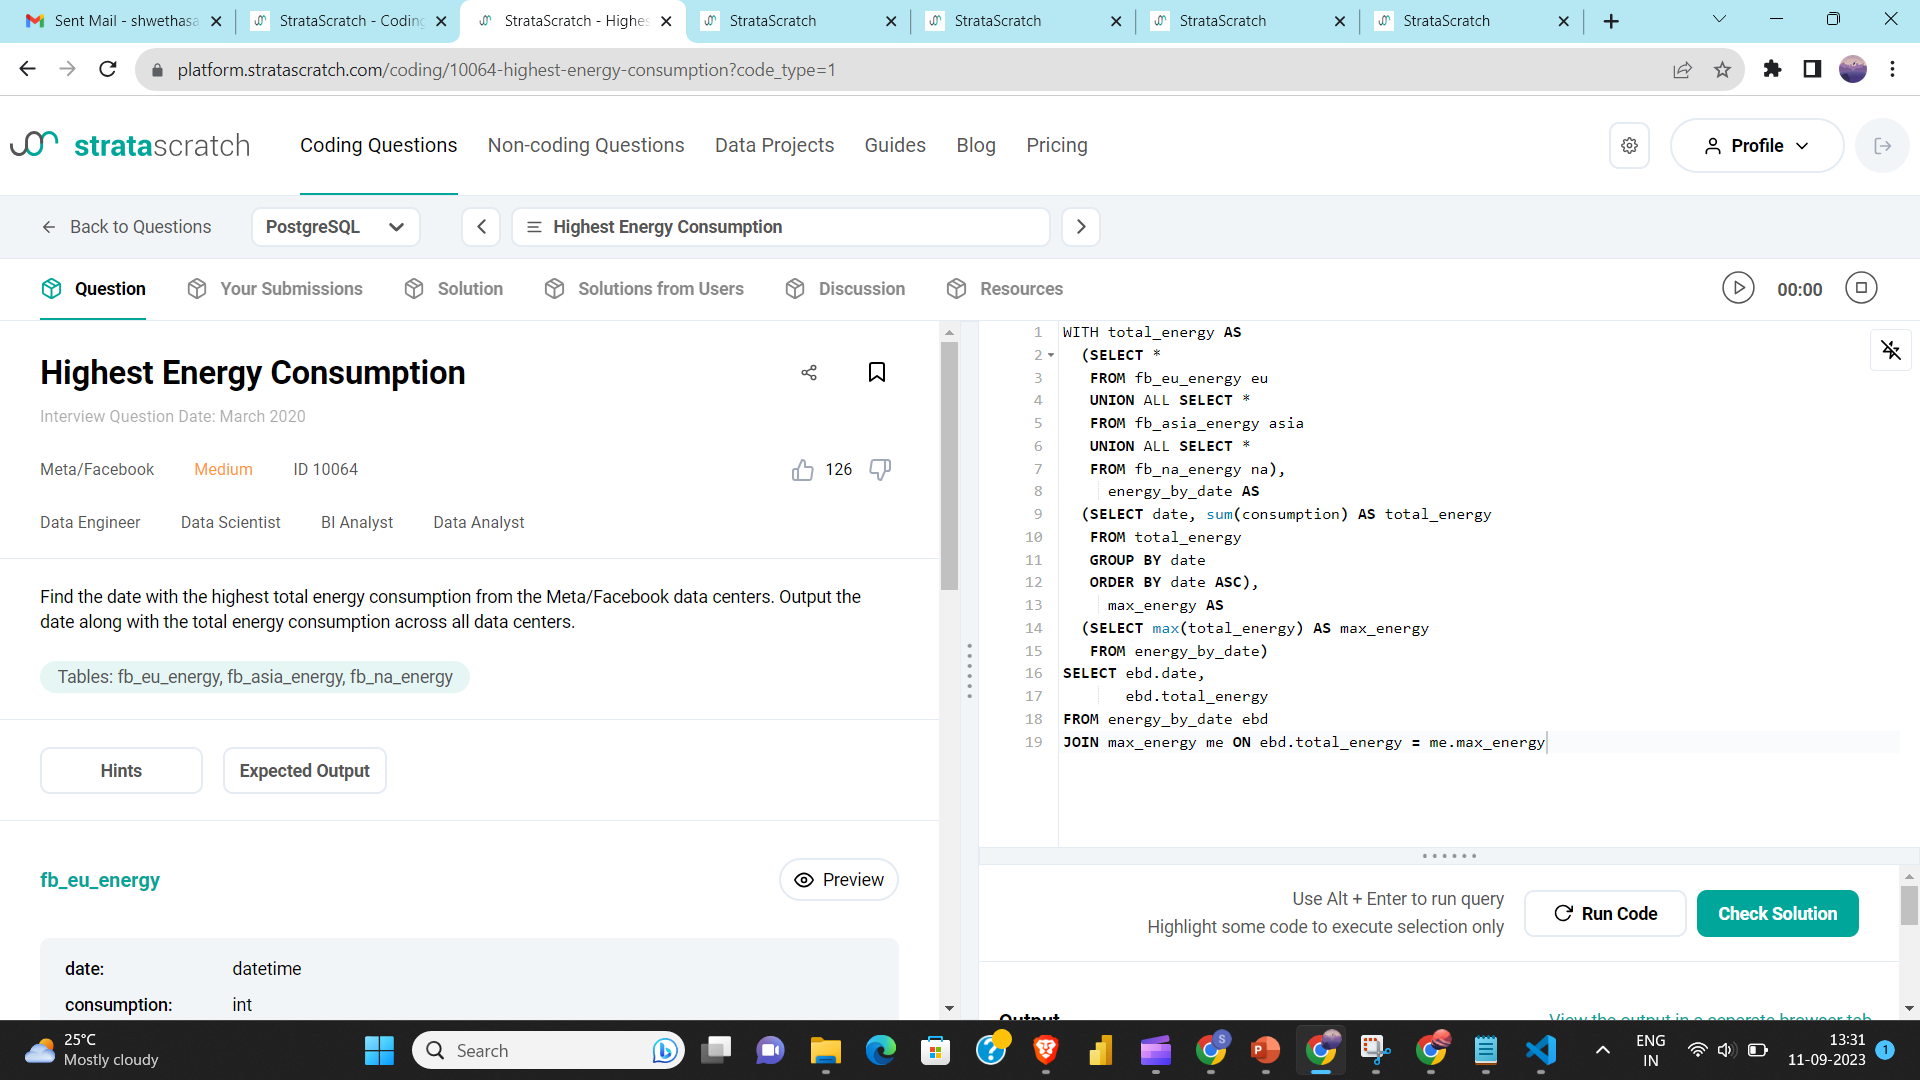 Sent Mail - shwethasa
StrataScratch - Coding
StrataScratch - Highes
StrataScratch
StrataScratch
StrataScratch
StrataScratch
platform.stratascratch.com/coding/10064-highest-energy-consumption?code_type=1
stratascratch
Coding Questions
Non-coding Questions
Data Projects
Guides
Blog
Pricing
Profile
Back to Questions
PostgreSQL
Highest Energy Consumption
Question
Your Submissions
Solution
Solutions from Users
Discussion
Resources
00:00
Highest Energy Consumption
Interview Question Date: March 2020
Meta/Facebook
Medium
ID 10064
126
Data Engineer
Data Scientist
BI Analyst
Data Analyst
Find the date with the highest total energy consumption from the Meta/Facebook data centers. Output the
date along with the total energy consumption across all data centers.
Tables: fb_eu_energy, fb_asia_energy, fb_na_energy
Hints
Expected Output
fb_eu_energy
Preview
date:
datetime
consumption:
int
1 WITH total_energy AS
2 (SELECT *
3 FROM fb_eu_energy eu
4 UNION ALL SELECT *
5 FROM fb_asia_energy asia
6 UNION ALL SELECT *
7 FROM fb_na_energy na),
8 energy_by_date AS
9 (SELECT date, sum(consumption) AS total_energy
10 FROM total_energy
11 GROUP BY date
12 ORDER BY date ASC),
13 max_energy AS
14 (SELECT max(total_energy) AS max_energy
15 FROM energy_by_date)
16 SELECT ebd.date,
17 ebd.total_energy
18 FROM energy_by_date ebd
19 JOIN max_energy me ON ebd.total_energy = me.max_energy
Use Alt + Enter to run query
Highlight some code to execute selection only
Run Code
Check Solution
Output
View the output in a separate browser tab
25°C
Mostly cloudy
Search
ENG
IN
13:31
11-09-2023
1